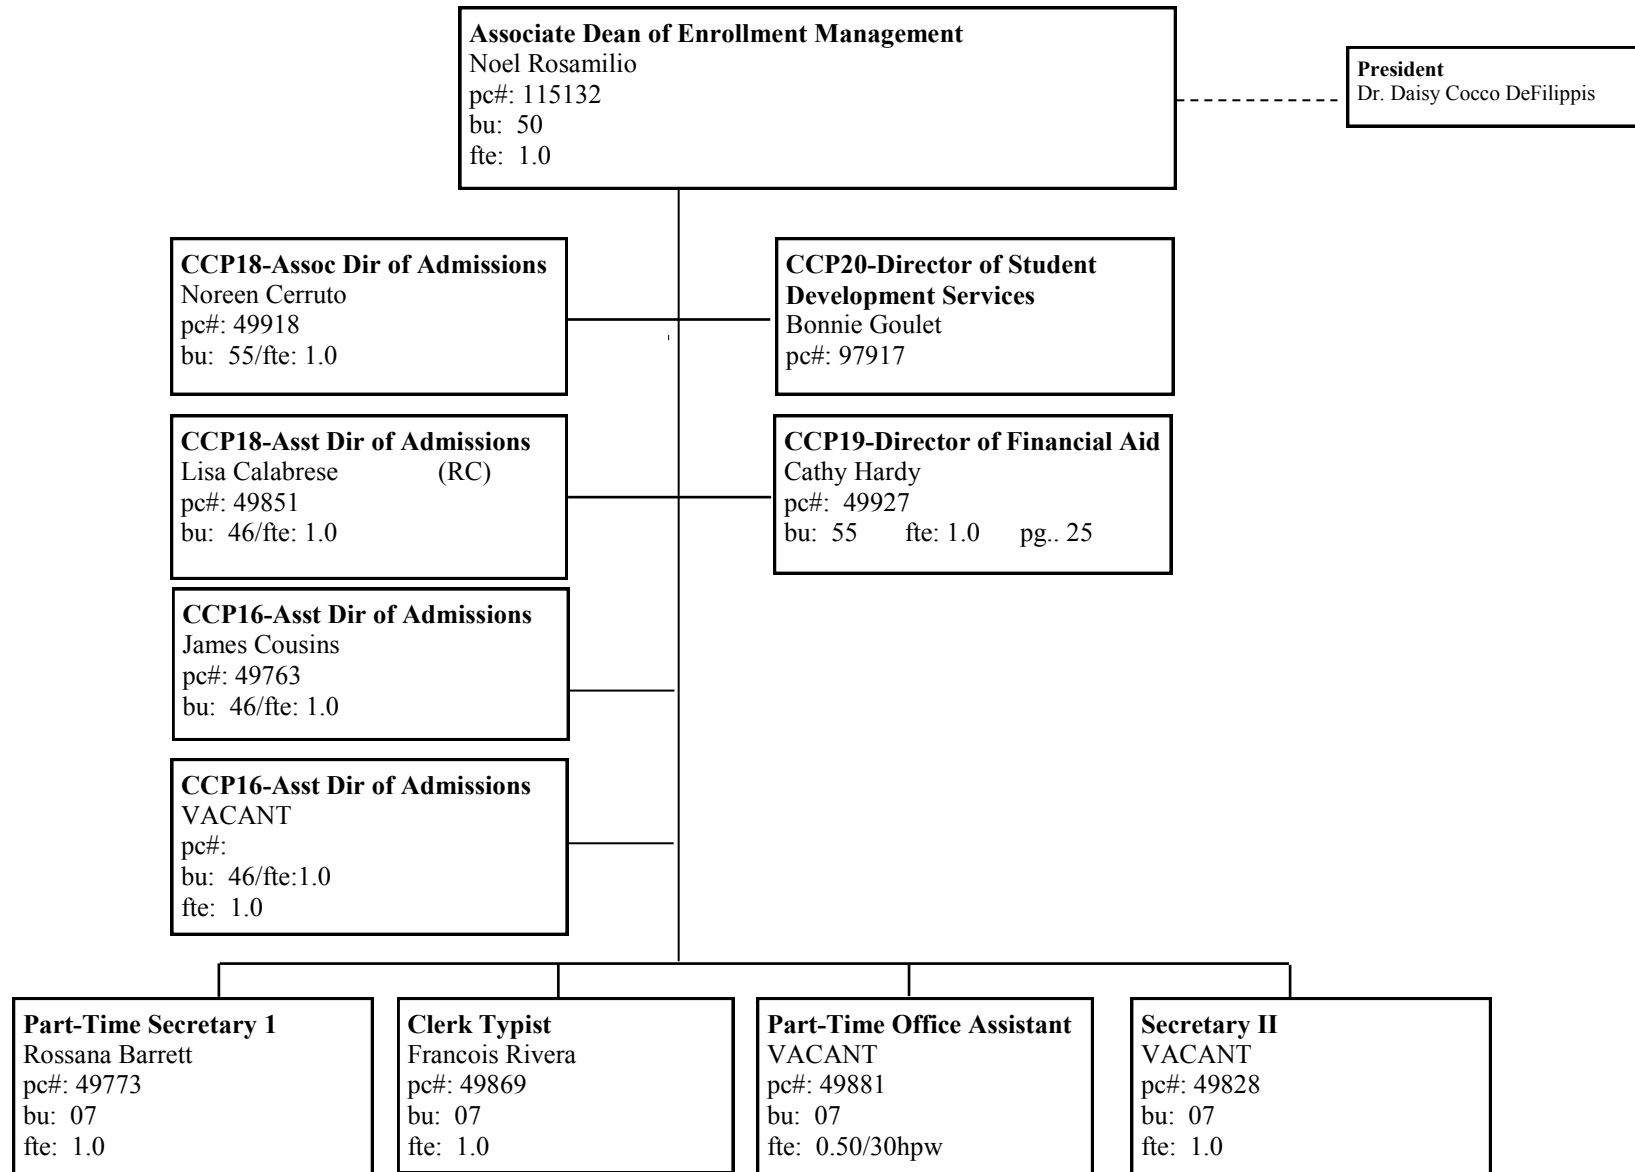 Associate Dean of Enrollment Management
Noel Rosamilio
pc#: 115132
bu: 50
fte: 1.0
President
Dr. Daisy Cocco DeFilippis
CCP18-Assoc Dir of Admissions
Noreen Cerruto
pc#: 49918
bu: 55/fte: 1.0
CCP20-Director of Student
Development Services
Bonnie Goulet
pc#: 97917
CCP18-Asst Dir of Admissions
Lisa Calabrese (RC)
pc#: 49851
bu: 46/fte: 1.0
CCP19-Director of Financial Aid
Cathy Hardy
pc#: 49927
bu: 55 fte: 1.0 pg.. 25
CCP16-Asst Dir of Admissions
James Cousins
pc#: 49763
bu: 46/fte: 1.0
CCP16-Asst Dir of Admissions
VACANT
pc#:
bu: 46/fte:1.0
fte: 1.0
Part-Time Secretary 1
Rossana Barrett
pc#: 49773
bu: 07
fte: 1.0
Clerk Typist
Francois Rivera
pc#: 49869
bu: 07
fte: 1.0
Part-Time Office Assistant
VACANT
pc#: 49881
bu: 07
fte: 0.50/30hpw
Secretary II
VACANT
pc#: 49828
bu: 07
fte: 1.0